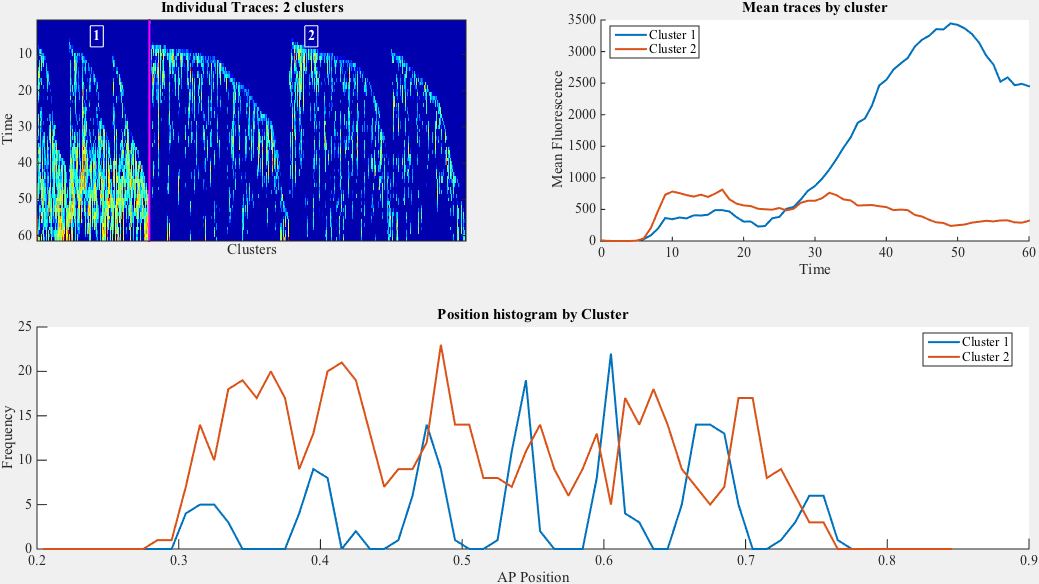 Individual Traces: 2 clusters
1
2
10
20
30
40
50
60
Time
Clusters
Mean traces by cluster
Cluster 1
Cluster 2
3500
3000
2500
2000
1500
1000
500
0
Mean Fluorescence
0 10 20 30 40 50 60
Time
Position histogram by Cluster
Cluster 1
Cluster 2
25
20
15
10
5
0
Frequency
0.2 0.3 0.4 0.5 0.6 0.7 0.8 0.9
AP Position